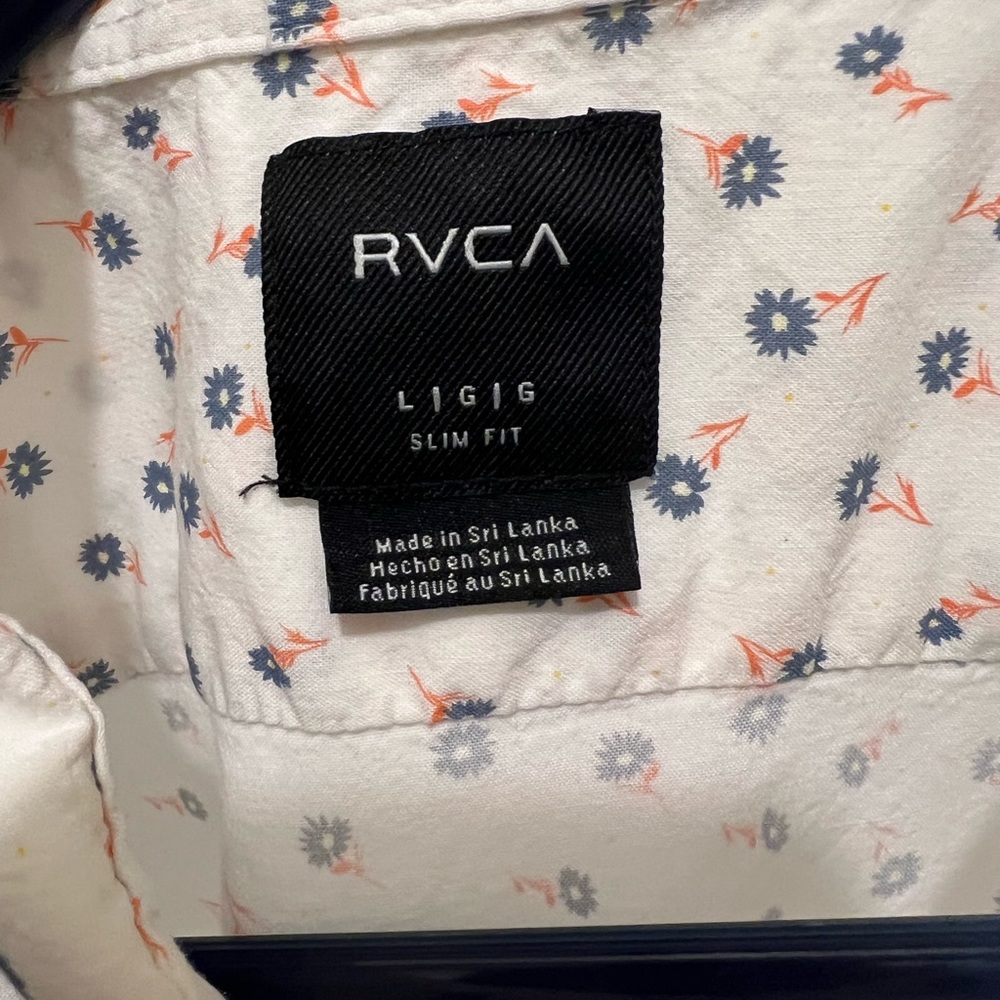 RVCA
L | G | G
SLIM FIT
Made in Sri Lanka
Hecho en Sri Lanka
Fabriqué au Sri Lanka